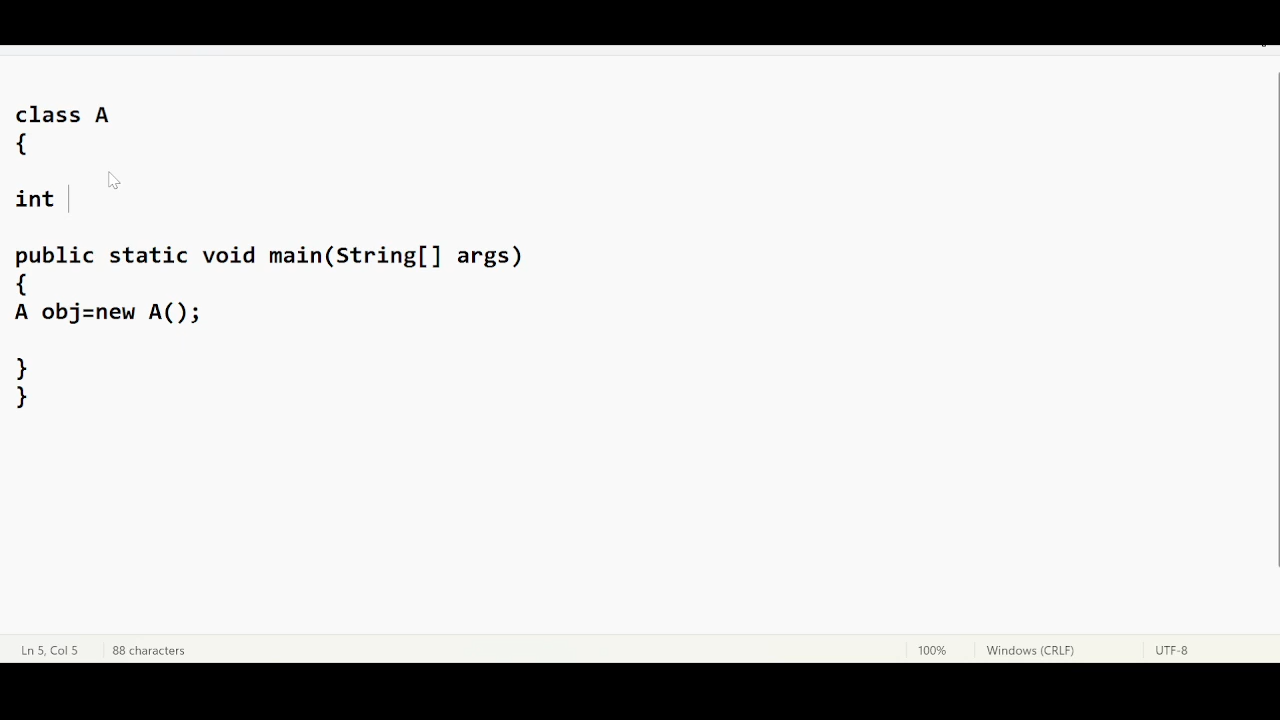 class A
{
int
public static void main(String[] args)
{
A obj=new A();
}
}
Ln 5, Col 5 88 characters 100% Windows (CRLF) UTF-8